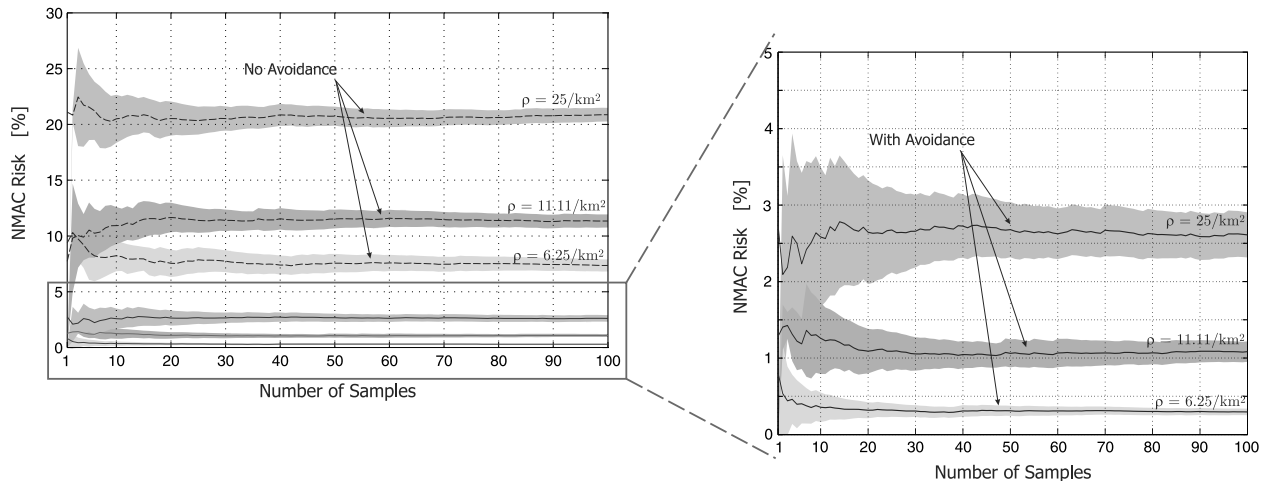 30
25
20
15
10
5
0
NMAC Risk [%]
No Avoidance
ρ = 25/km²
ρ = 11.11/km²
ρ = 6.25/km²
1 10 20 30 40 50 60 70 80 90 100
Number of Samples
5
4
3
2
1
0
NMAC Risk [%]
With Avoidance
ρ = 25/km²
ρ = 11.11/km²
ρ = 6.25/km²
1 10 20 30 40 50 60 70 80 90 100
Number of Samples